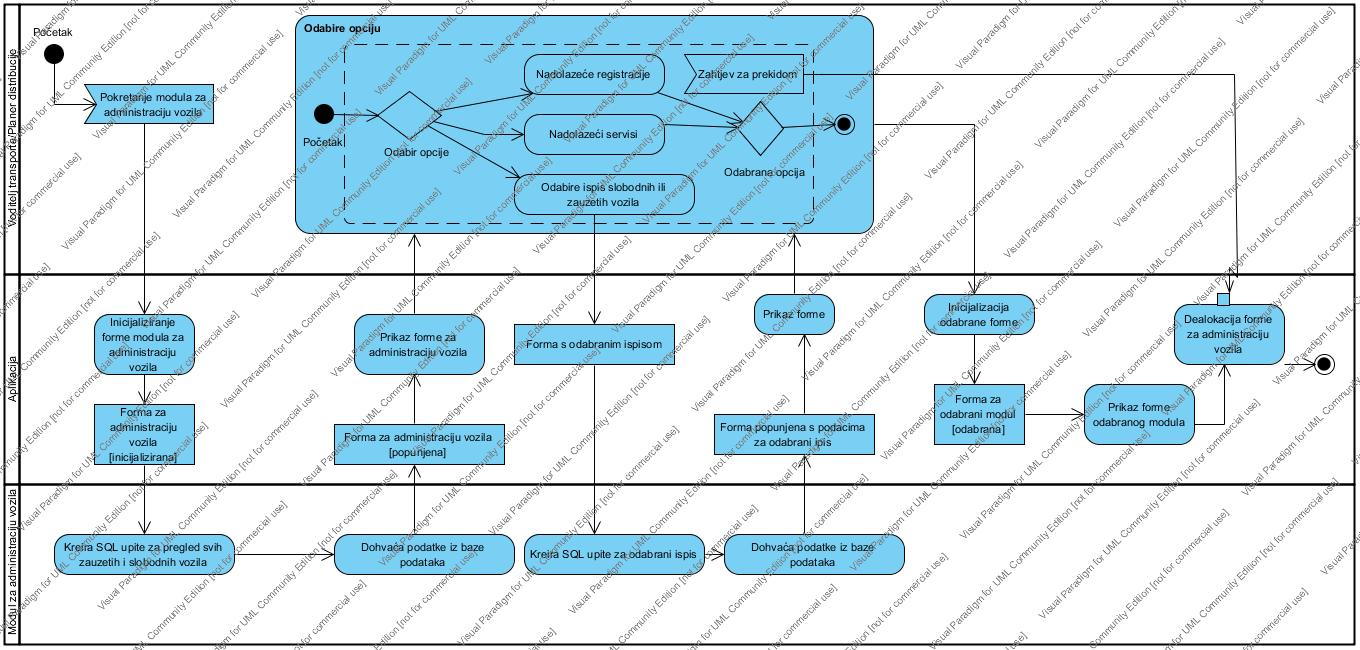 Voditelj transporta/Planer distribucije
Početak
Pokretanje modula za
administraciju vozila
Odabire opciju
Početak
Odabir opcije
Nadolazeće registracije
Nadolazeći servisi
Odabire ispis slobodnih ili
zauzetih vozila
Zahtjev za prekidom
Odabrana opcija
Aplikacija
Inicijaliziranje
forme modula za
administraciju
vozila
Forma za
admnistraciju
vozila
[inicijalizirana]
Prikaz forme za
administraciju vozila
Forma za administraciju vozila
[popunjena]
Forma s odabranim ispisom
Prikaz forme
Forma popunjena s podacima
za odabrani ipis
Inicijalizacija
odabrane forme
Forma za
odabrani modul
[odabrana]
Prikaz forme
odabranog modula
Dealokacija forme
za administraciju
vozila
Modul za administraciju vozila
Kreira SQL upite za pregled svih
zauzetih i slobodnih vozila
Dohvaća podatke iz baze
podataka
Kreira SQL upite za odabrani ispis
Dohvaća podatke iz baze
podataka
Visual Paradigm for UML Community Edition [not for commercial use]